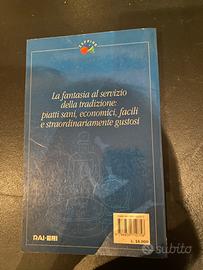 La fantasia al servizio
della tradizione:
piatti sani, economici, facili
e straordinariamente gustosi
RAI-ERI
subito